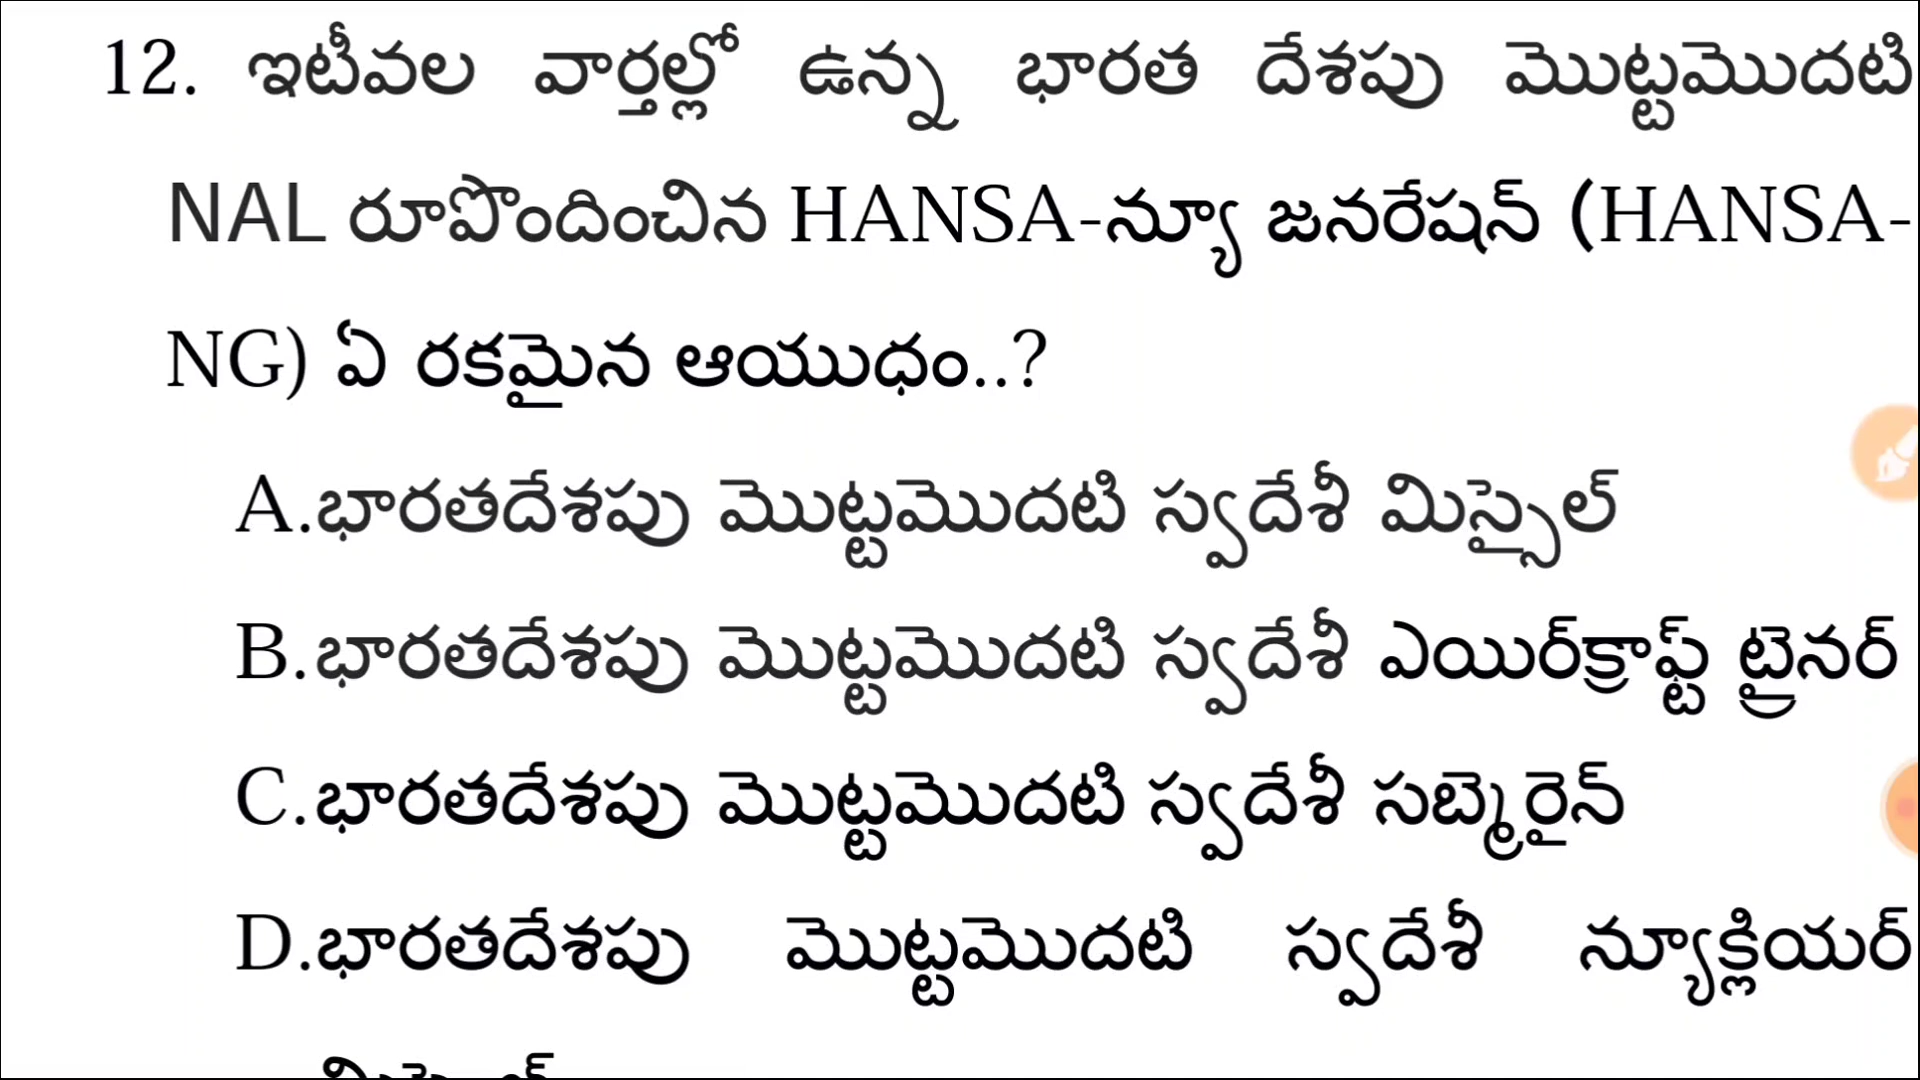 12. ఇటీవల వార్తల్లో ఉన్న భారత దేశపు మొట్టమొదటి
NAL రూపొందించిన HANSA-న్యూ జనరేషన్ (HANSA-
NG) ఏ రకమైన ఆయుధం..?
A.భారతదేశపు మొట్టమొదటి స్వదేశీ మిస్సైల్
B.భారతదేశపు మొట్టమొదటి స్వదేశీ ఎయిర్‌క్రాఫ్ట్ ట్రైనర్
C.భారతదేశపు మొట్టమొదటి స్వదేశీ సబ్మెరైన్
D.భారతదేశపు మొట్టమొదటి స్వదేశీ న్యూక్లియర్